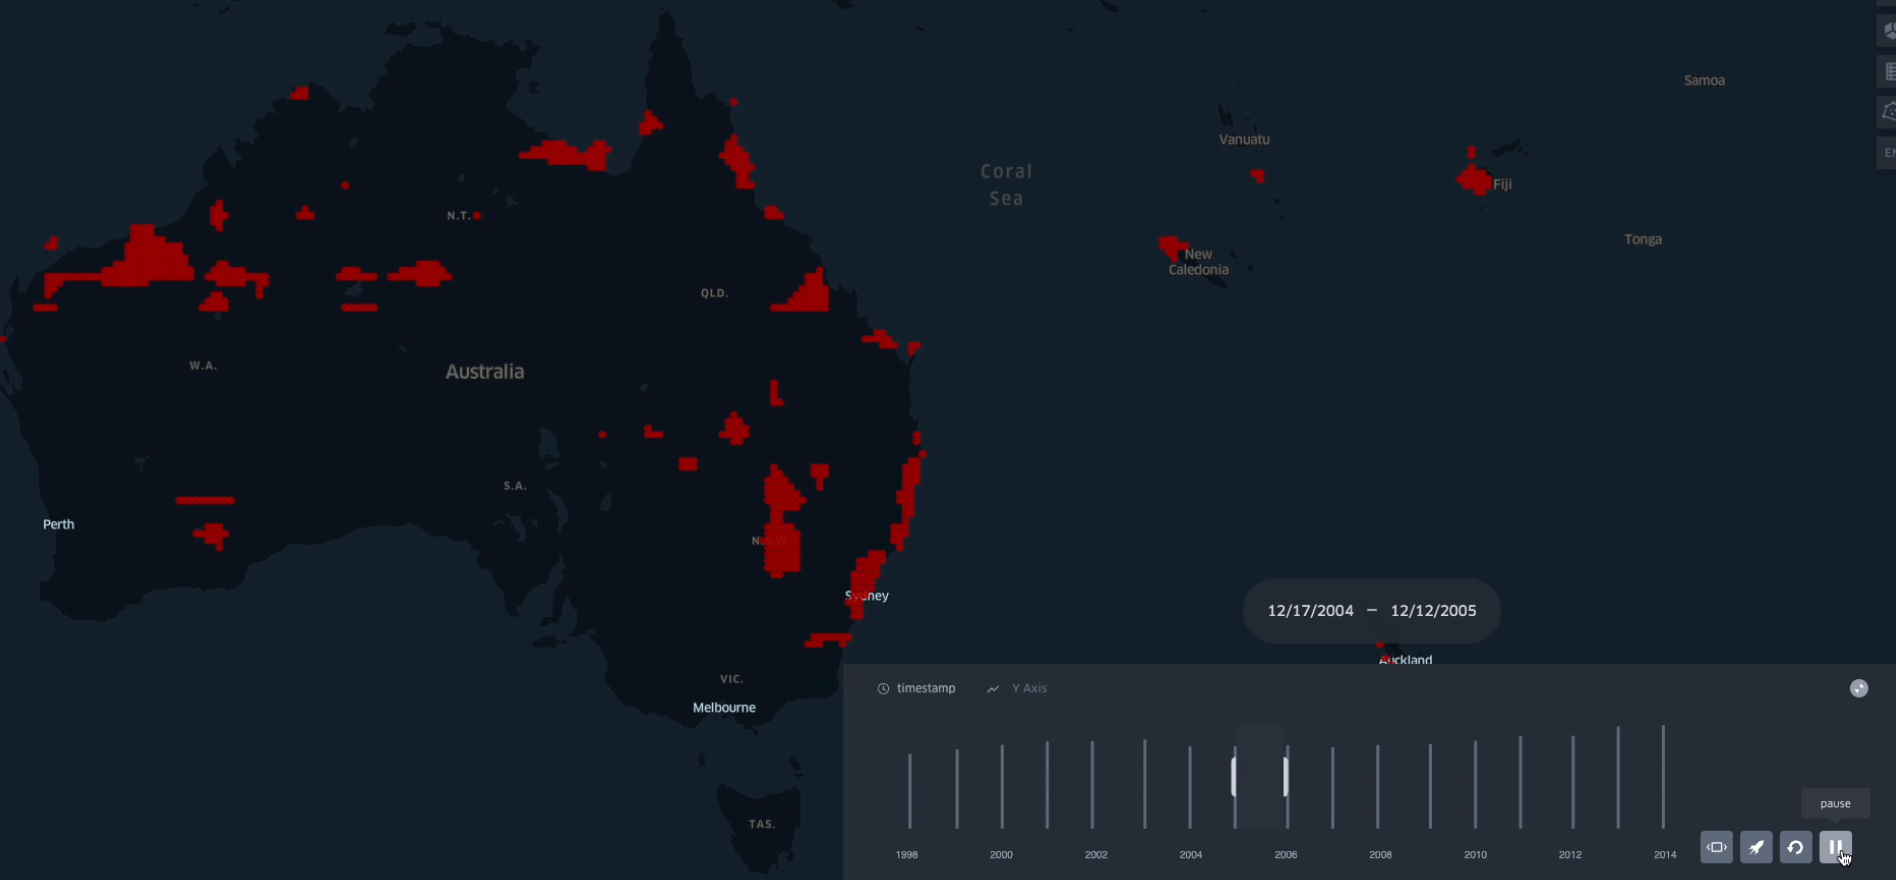 Samoa
Vanuatu
Coral
Sea
Fiji
N.T.
Tonga
New
Caledonia
QLD.
W.A.
Australia
S.A.
Perth
Sydney
12/17/2004 – 12/12/2005
Auckland
VIC.
Melbourne
timestamp
Y Axis
pause
TAS.
1998
2000
2002
2004
2006
2008
2010
2012
2014